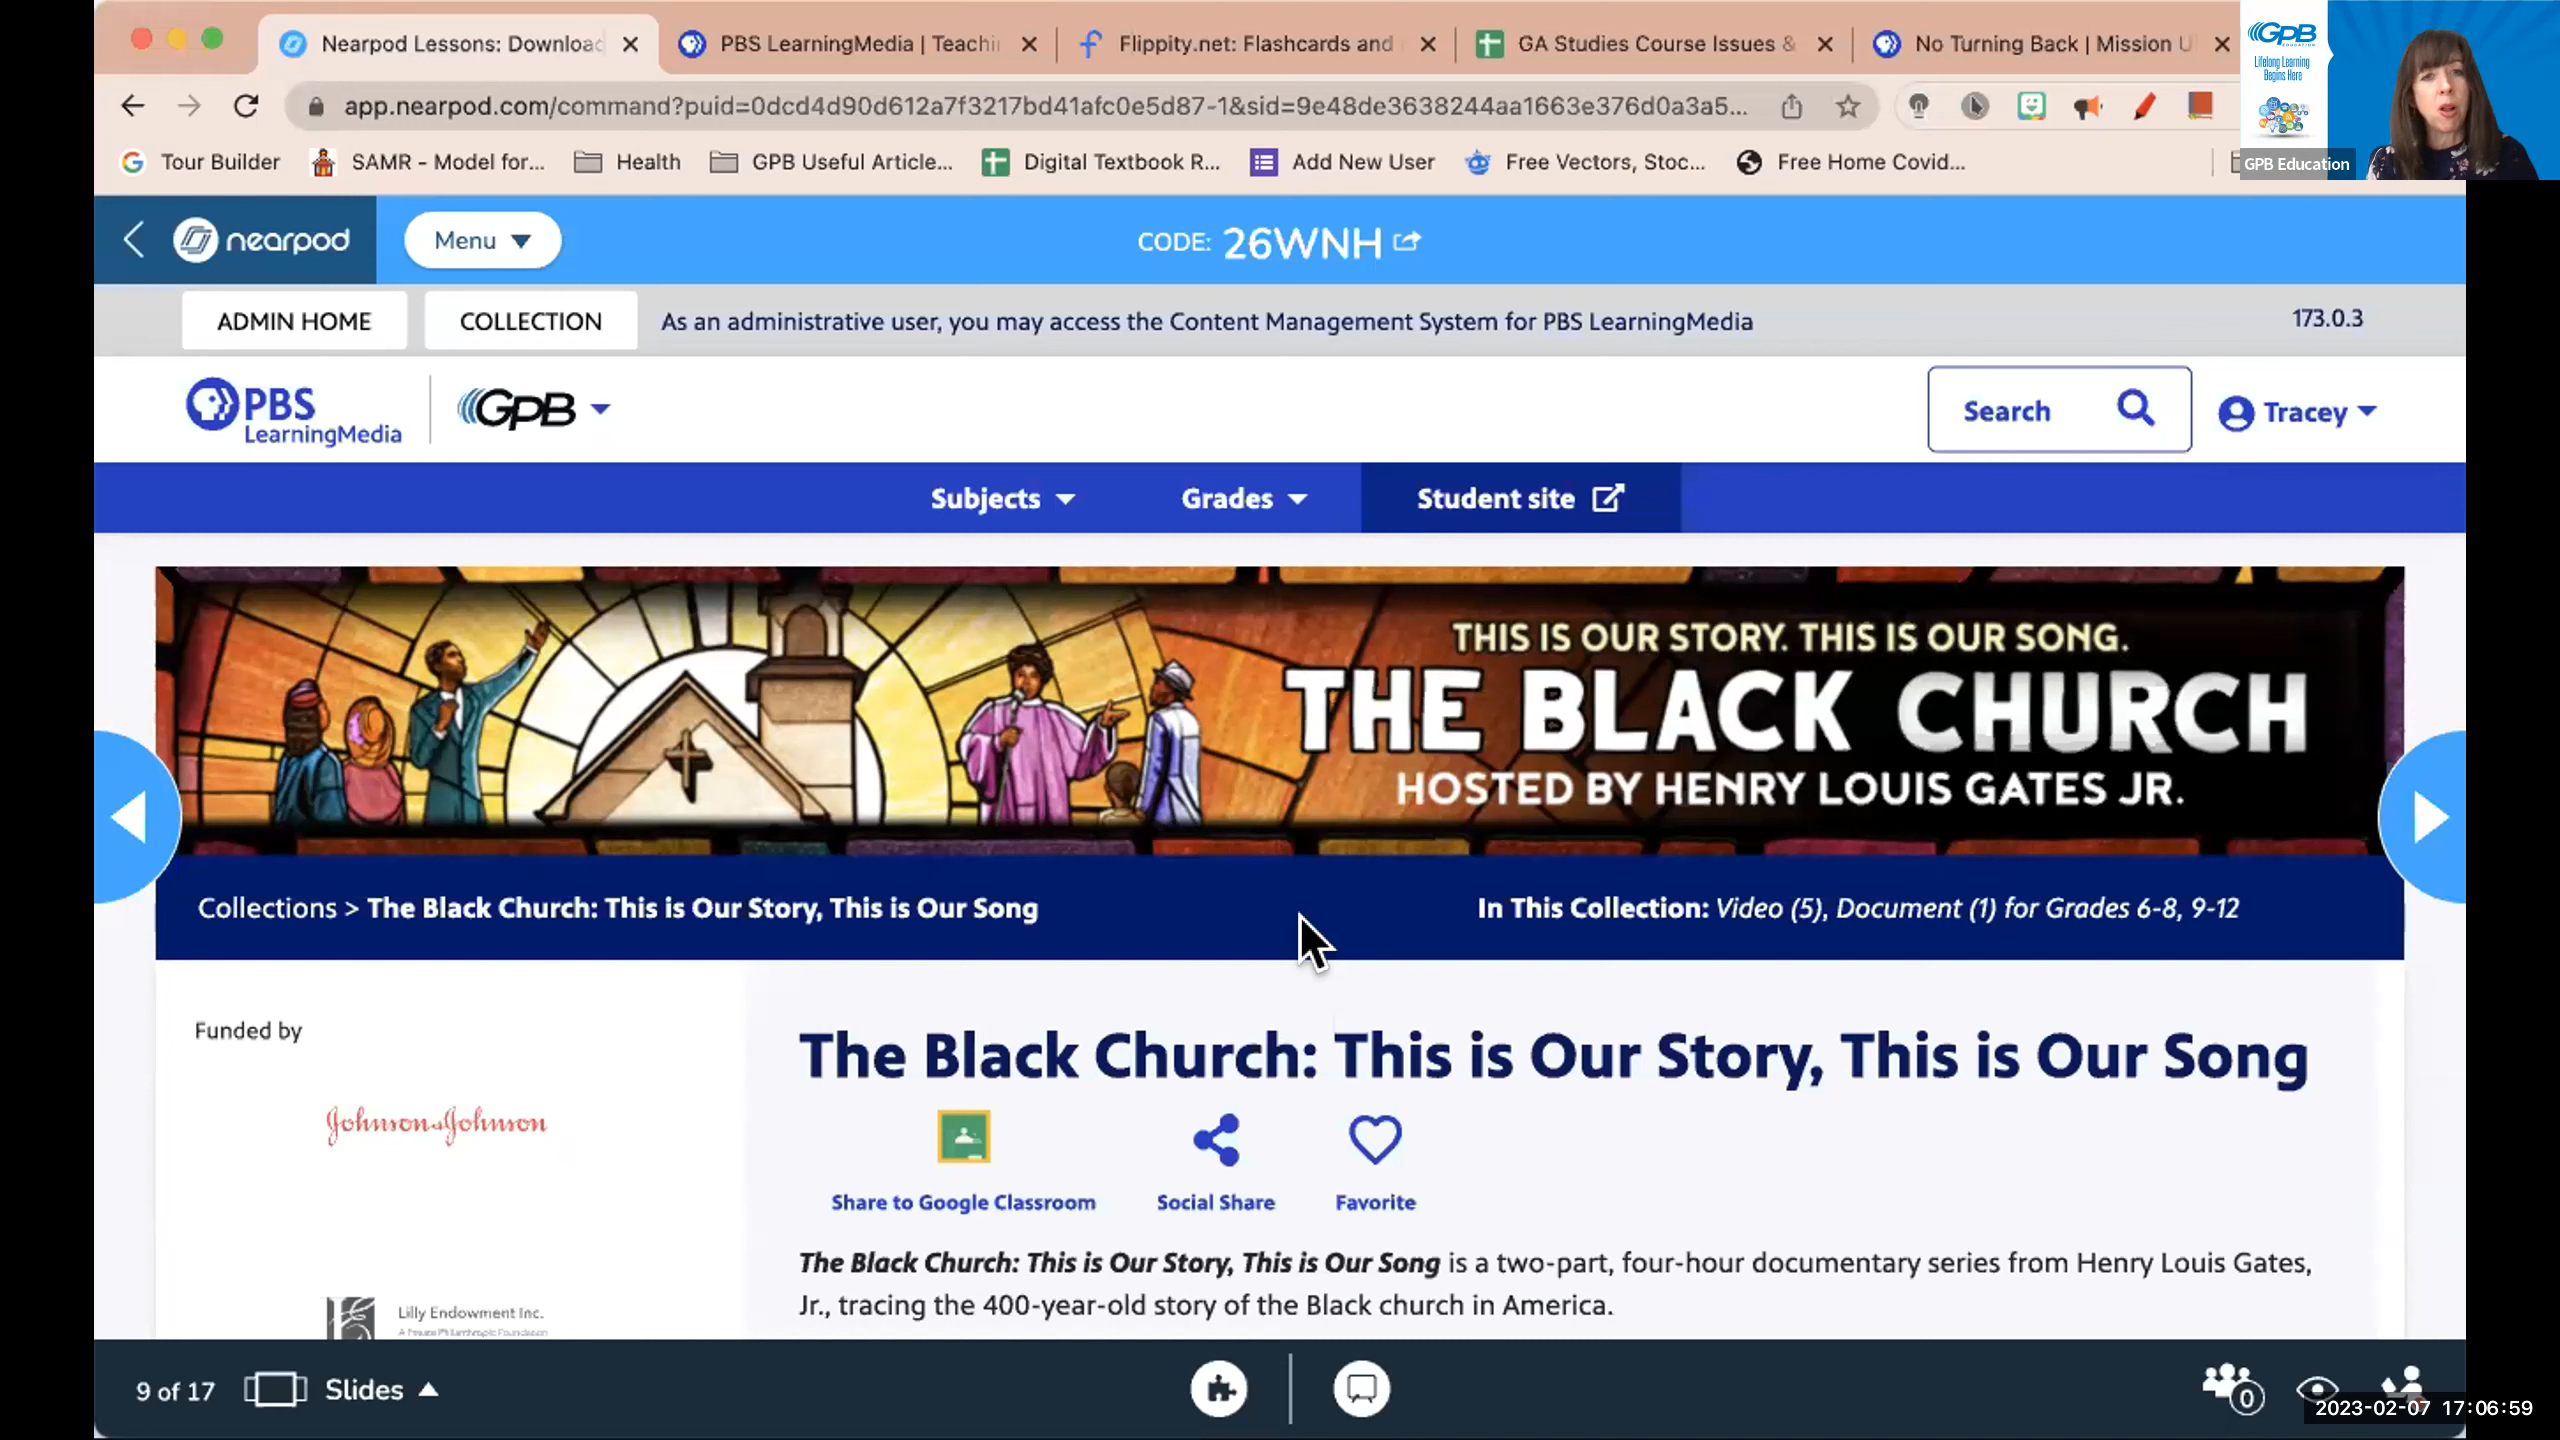 Nearpod Lessons: Download
PBS LearningMedia | Teachi
Flippity.net: Flashcards and
GA Studies Course Issues &
No Turning Back | Mission U
app.nearpod.com/command?puid=0dcd4d90d612a7f3217bd41afc0e5d87-1&sid=9e48de3638244aa1663e376d0a3a5...
Tour Builder
SAMR - Model for...
Health
GPB Useful Article...
Digital Textbook R...
Add New User
Free Vectors, Stoc...
Free Home Covid...
GPB
EDUCATION
Lifelong Learning
Begins Here
GPB Education
nearpod
Menu
CODE: 26WNH
ADMIN HOME
COLLECTION
As an administrative user, you may access the Content Management System for PBS LearningMedia
173.0.3
PBS
LearningMedia
GPB
Search
Tracey
Subjects
Grades
Student site
THIS IS OUR STORY. THIS IS OUR SONG.
THE BLACK CHURCH
HOSTED BY HENRY LOUIS GATES JR.
Collections > The Black Church: This is Our Story, This is Our Song
In This Collection: Video (5), Document (1) for Grades 6-8, 9-12
Funded by
Johnson & Johnson
Lilly Endowment Inc.
A Private Philanthropic Foundation
The Black Church: This is Our Story, This is Our Song
Share to Google Classroom
Social Share
Favorite
The Black Church: This is Our Story, This is Our Song is a two-part, four-hour documentary series from Henry Louis Gates,
Jr., tracing the 400-year-old story of the Black church in America.
9 of 17
Slides
0
2023-02-07 17:06:59